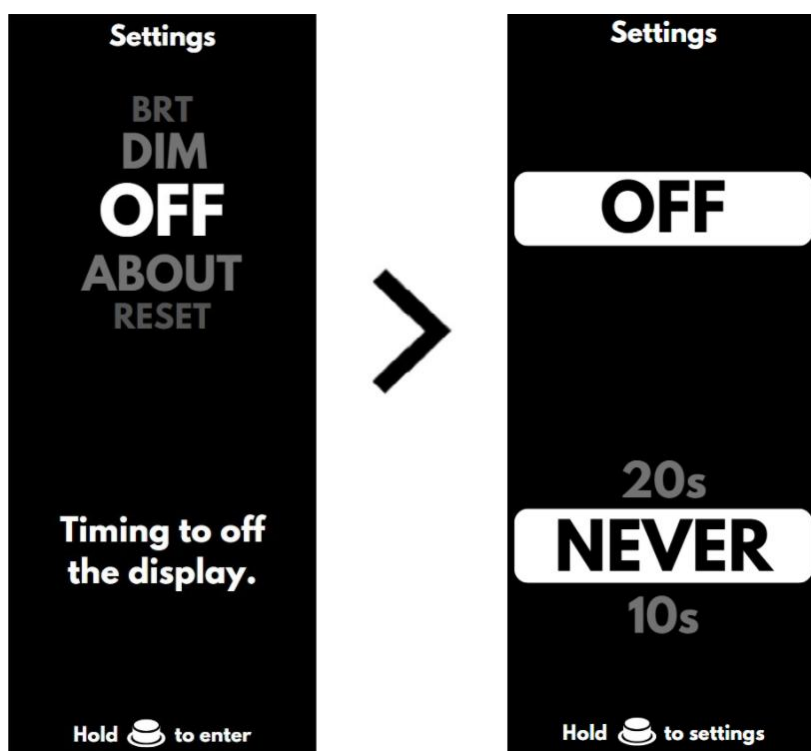 Settings
BRT
DIM
OFF
ABOUT
RESET
Timing to off
the display.
Hold to enter
Settings
OFF
20s
NEVER
10s
Hold to settings